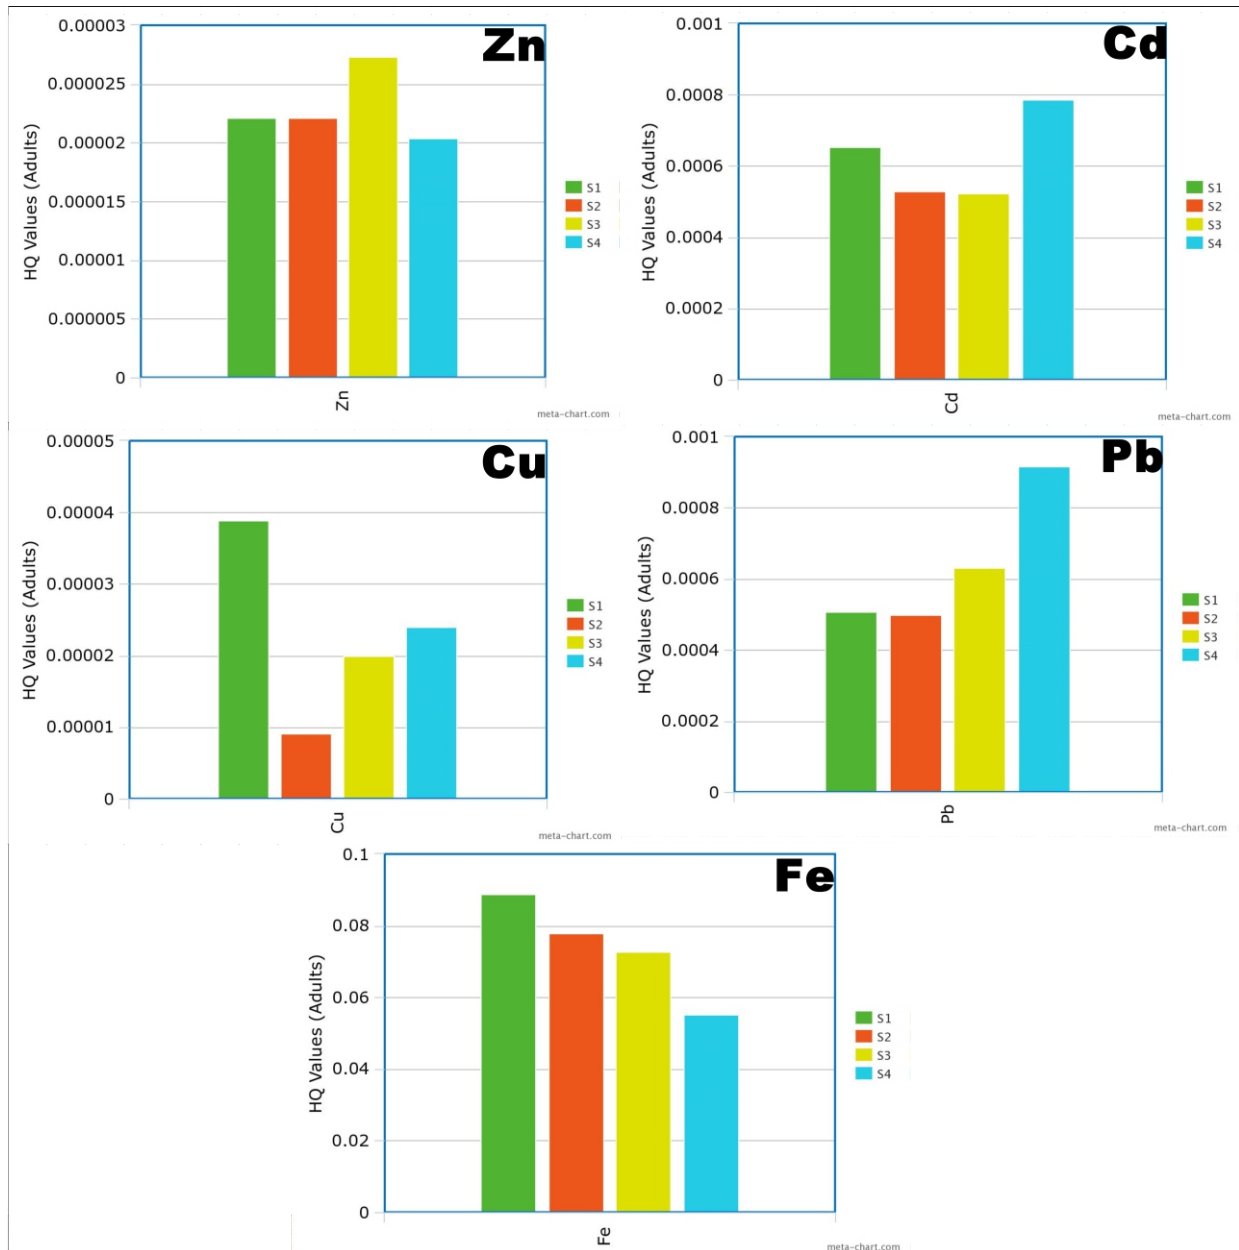 Zn
0.00003
0.000025
0.00002
0.000015
0.00001
0.000005
0
HQ Values (Adults)
Zn
S1
S2
S3
S4
meta-chart.com
Cd
0.001
0.0008
0.0006
0.0004
0.0002
0
HQ Values (Adults)
Cd
S1
S2
S3
S4
meta-chart.com
Cu
0.00005
0.00004
0.00003
0.00002
0.00001
0
HQ Values (Adults)
Cu
S1
S2
S3
S4
meta-chart.com
Pb
0.001
0.0008
0.0006
0.0004
0.0002
0
HQ Values (Adults)
Pb
S1
S2
S3
S4
meta-chart.com
Fe
0.1
0.08
0.06
0.04
0.02
0
HQ Values (Adults)
Fe
S1
S2
S3
S4
meta-chart.com